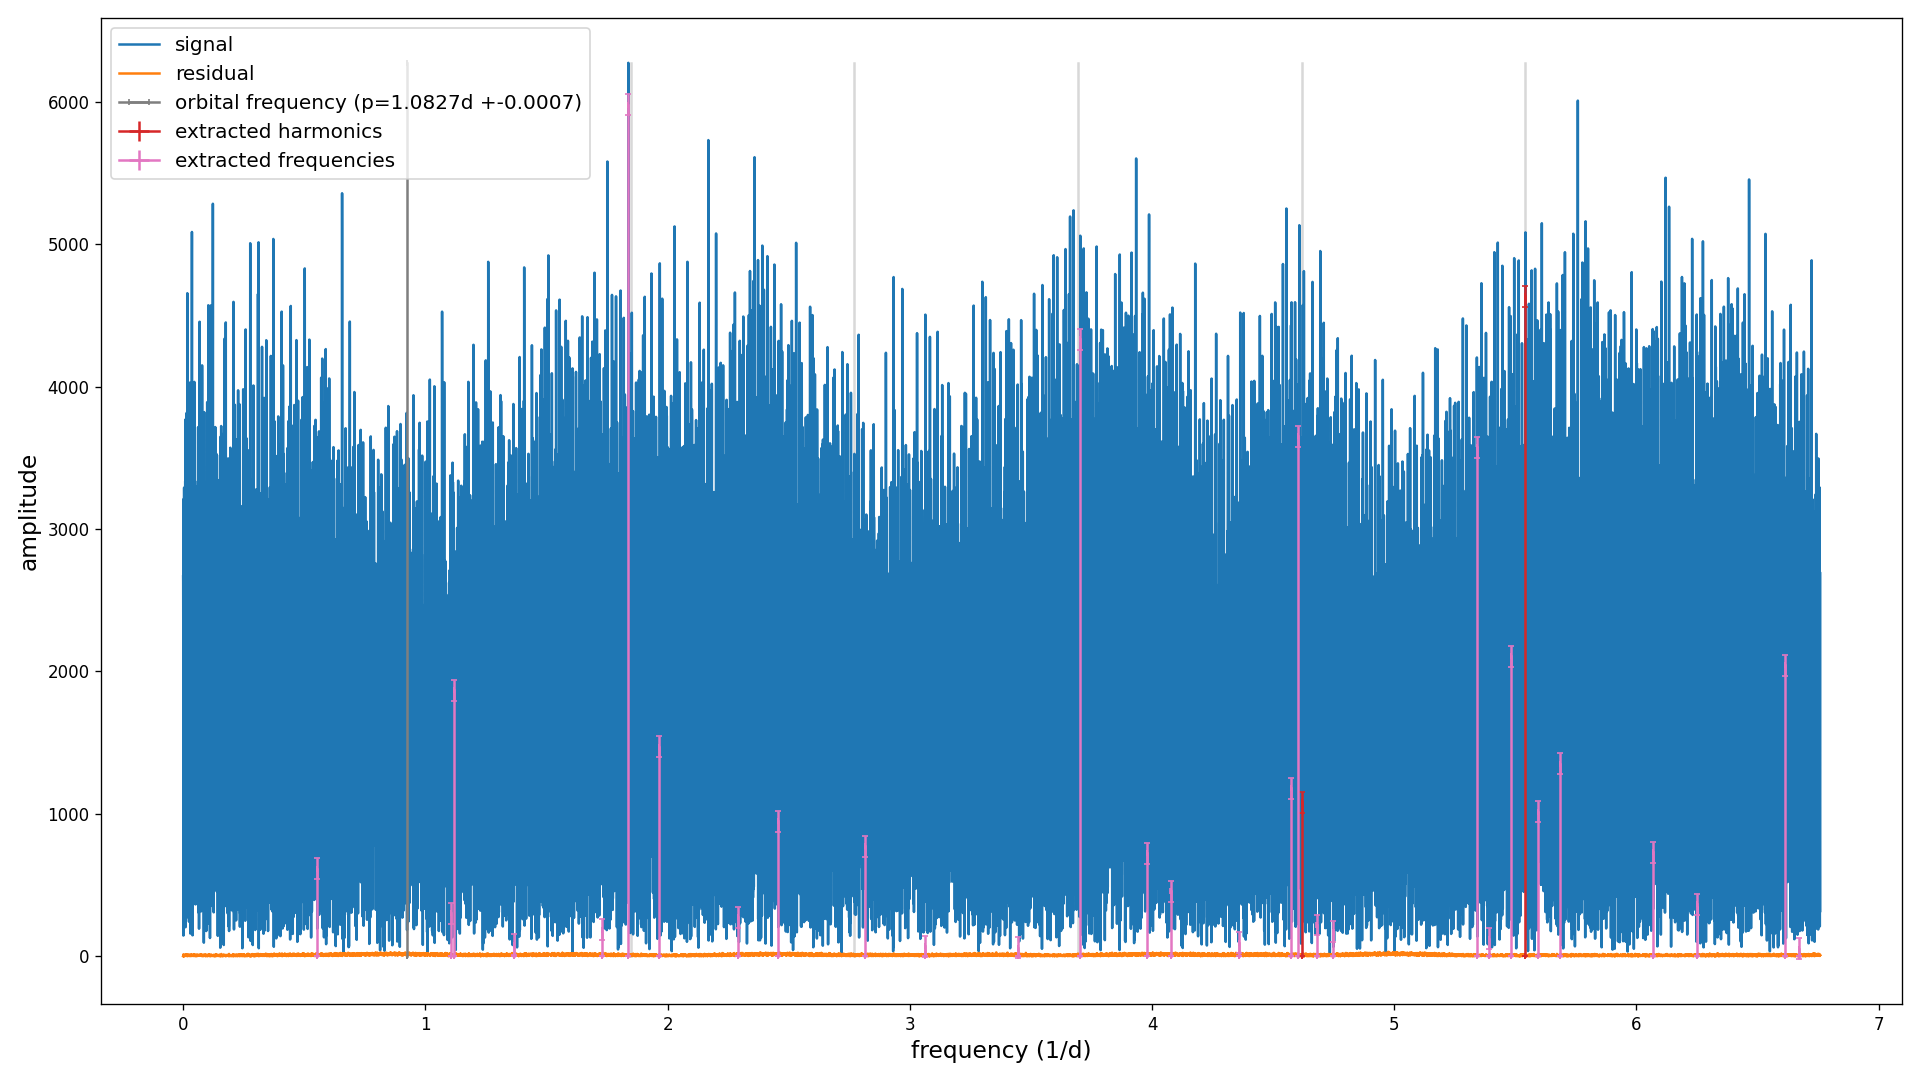 signal
residual
orbital frequency (p=1.0827d +-0.0007)
extracted harmonics
extracted frequencies
amplitude
6000
5000
4000
3000
2000
1000
0
0 1 2 3 4 5 6 7
frequency (1/d)